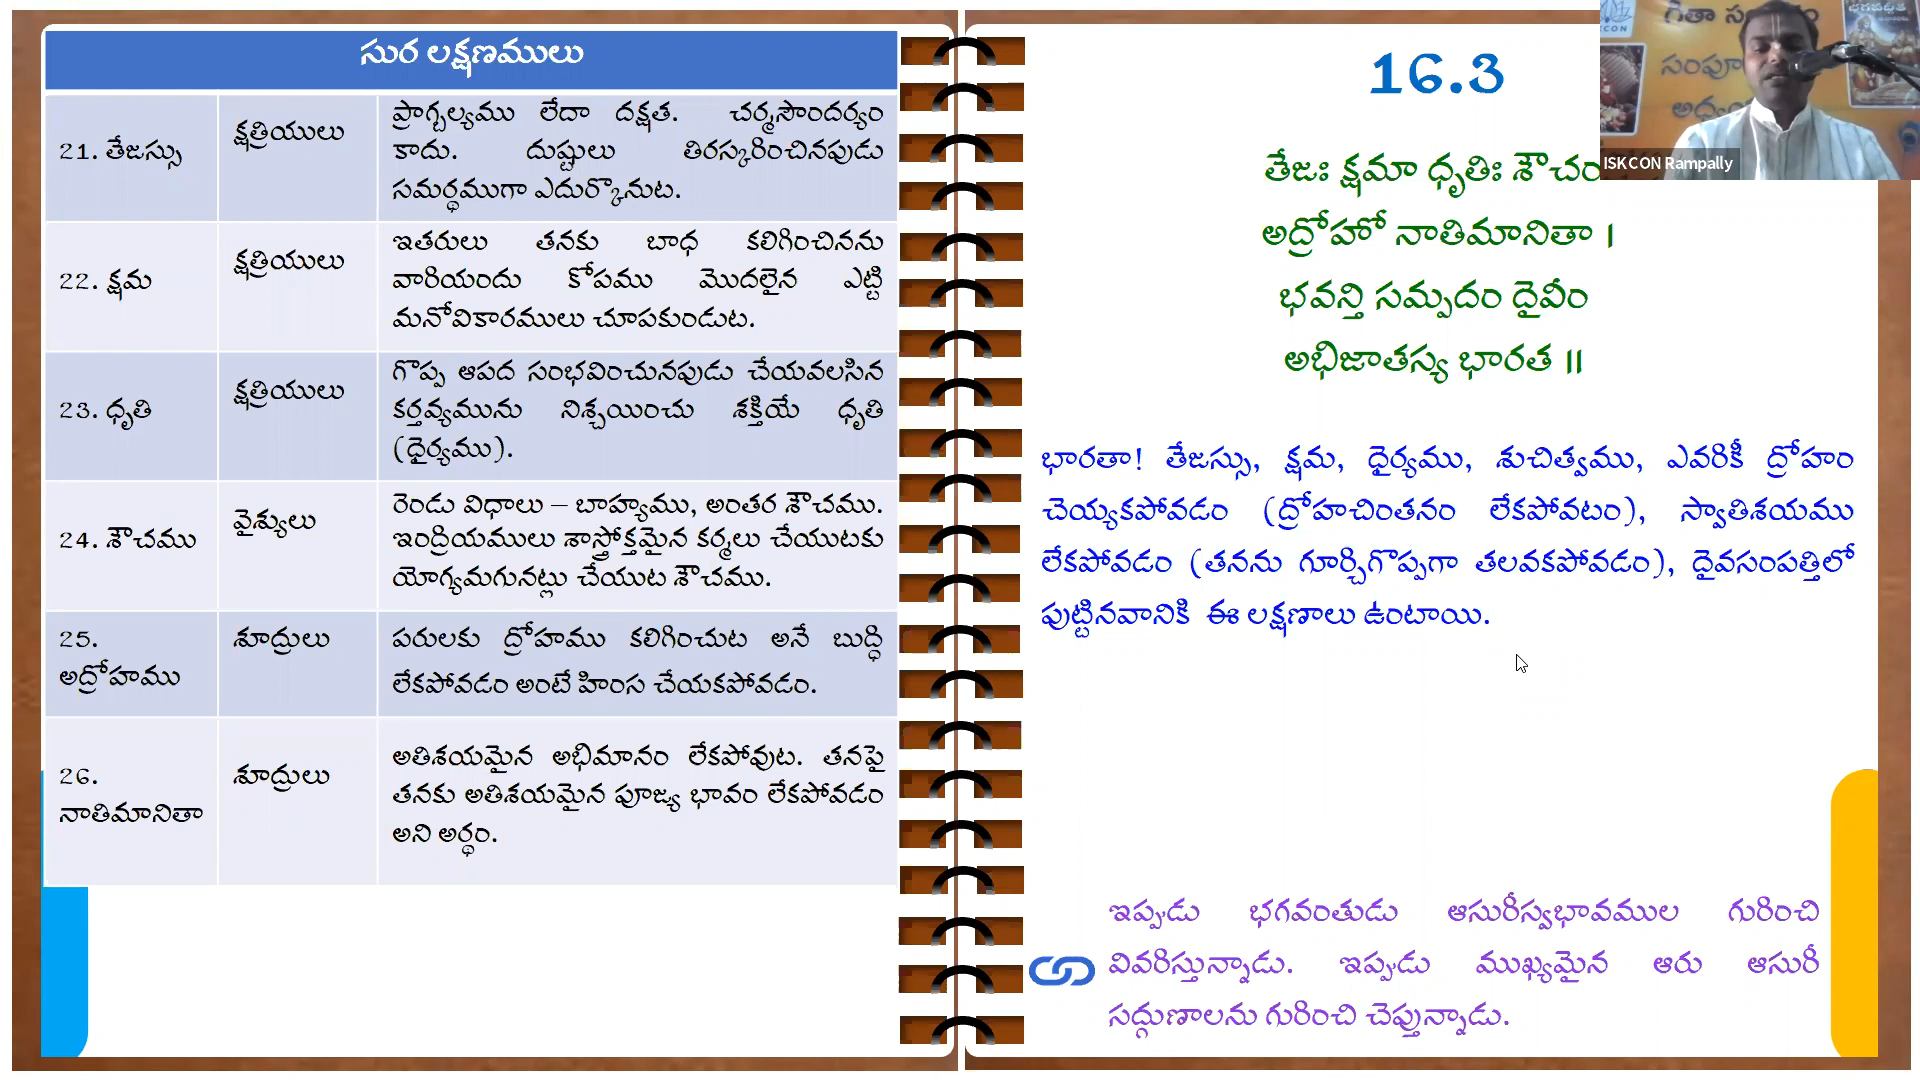 సుర లక్షణములు
21. తేజస్సు
క్షత్రియులు
ప్రాగ్బల్యము లేదా దక్షత. చర్మసౌందర్యం
కాదు. దుష్టులు తిరస్కరించినపుడు
సమర్థముగా ఎదుర్కొనుట.
22. క్షమ
క్షత్రియులు
ఇతరులు తనకు బాధ కలిగించినను
వారియందు కోపము మొదలైన ఎట్టి
మనోవికారములు చూపకుండుట.
23. ధృతి
క్షత్రియులు
గొప్ప ఆపద సంభవించునపుడు చేయవలసిన
కర్తవ్యమును నిశ్చయించు శక్తియే ధృతి
(ధైర్యము).
24. శౌచము
వైశ్యులు
రెండు విధాలు – బాహ్యము, అంతర శౌచము.
ఇంద్రియములు శాస్త్రోక్తమైన కర్మలు చేయుటకు
యోగ్యమగునట్లు చేయుట శౌచము.
25.
అద్రోహము
శూద్రులు
పరులకు ద్రోహము కలిగించుట అనే బుద్ధి
లేకపోవడం అంటే హింస చేయకపోవడం.
26.
నాతిమానితా
శూద్రులు
అతిశయమైన అభిమానం లేకపోవుట. తనపై
తనకు అతిశయమైన పూజ్య భావం లేకపోవడం
అని అర్థం.
16.3
తేజః క్షమా ధృతిః శౌచం
అద్రోహో నాతిమానితా ।
భవన్తి సమ్పదం దైవీం
అభిజాతస్య భారత ॥
భారతా! తేజస్సు, క్షమ, ధైర్యము, శుచిత్వము, ఎవరికీ ద్రోహం
చెయ్యకపోవడం (ద్రోహచింతనం లేకపోవటం), స్వాతిశయము
లేకపోవడం (తనను గూర్చిగొప్పగా తలవకపోవడం), దైవసంపత్తిలో
పుట్టినవానికి ఈ లక్షణాలు ఉంటాయి.
ఇప్పుడు భగవంతుడు ఆసురీస్వభావముల గురించి
వివరిస్తున్నాడు. ఇప్పుడు ముఖ్యమైన ఆరు ఆసురీ
సద్గుణాలను గురించి చెప్తున్నాడు.
గీతా
సంపూ
ISKCON Rampally